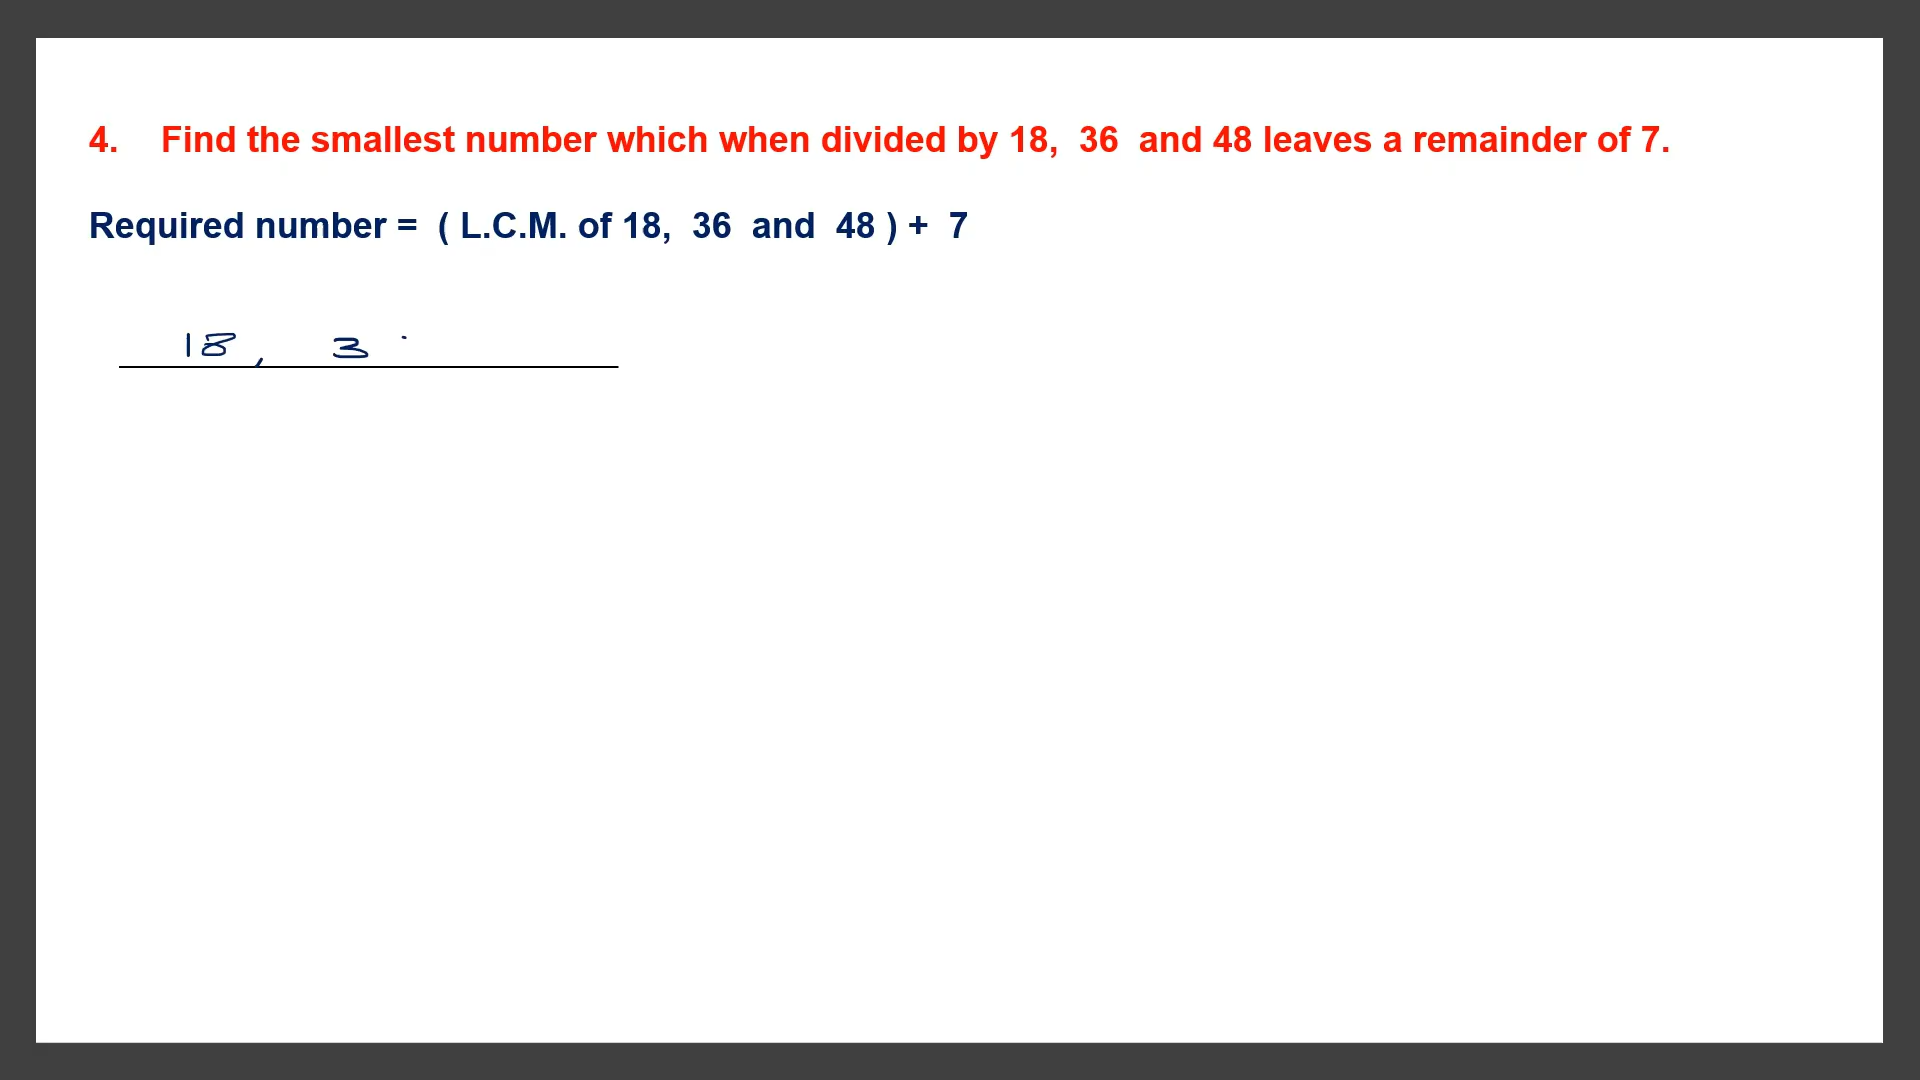 4. Find the smallest number which when divided by 18, 36 and 48 leaves a remainder of 7.
Required number = ( L.C.M. of 18, 36 and 48 ) + 7
18, 3